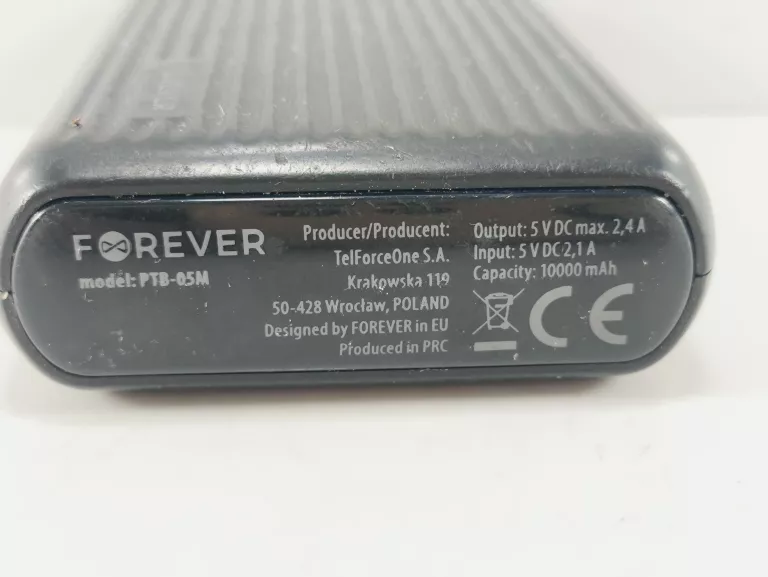 FOREVER
model: PTB-05M
Producer/Producent:
TelForceOne S.A.
Krakowska 119
50-428 Wrocław, POLAND
Designed by FOREVER in EU
Produced in PRC
Output: 5 V DC max. 2,4 A
Input: 5 V DC 2,1 A
Capacity: 10000 mAh
CE